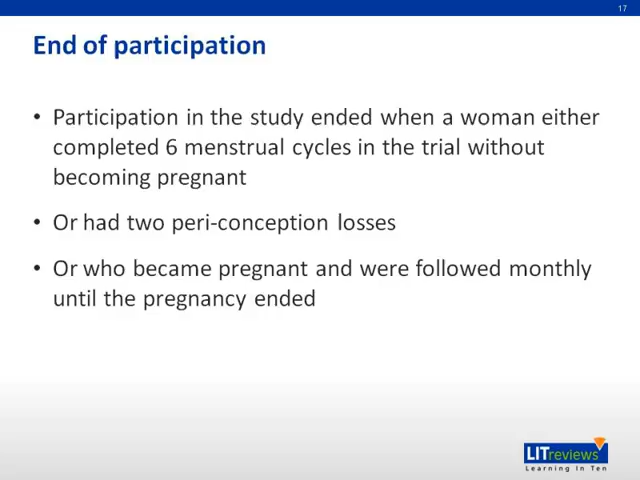 17
End of participation
• Participation in the study ended when a woman either
completed 6 menstrual cycles in the trial without
becoming pregnant
• Or had two peri-conception losses
• Or who became pregnant and were followed monthly
until the pregnancy ended
LITreviews
Learning In Ten